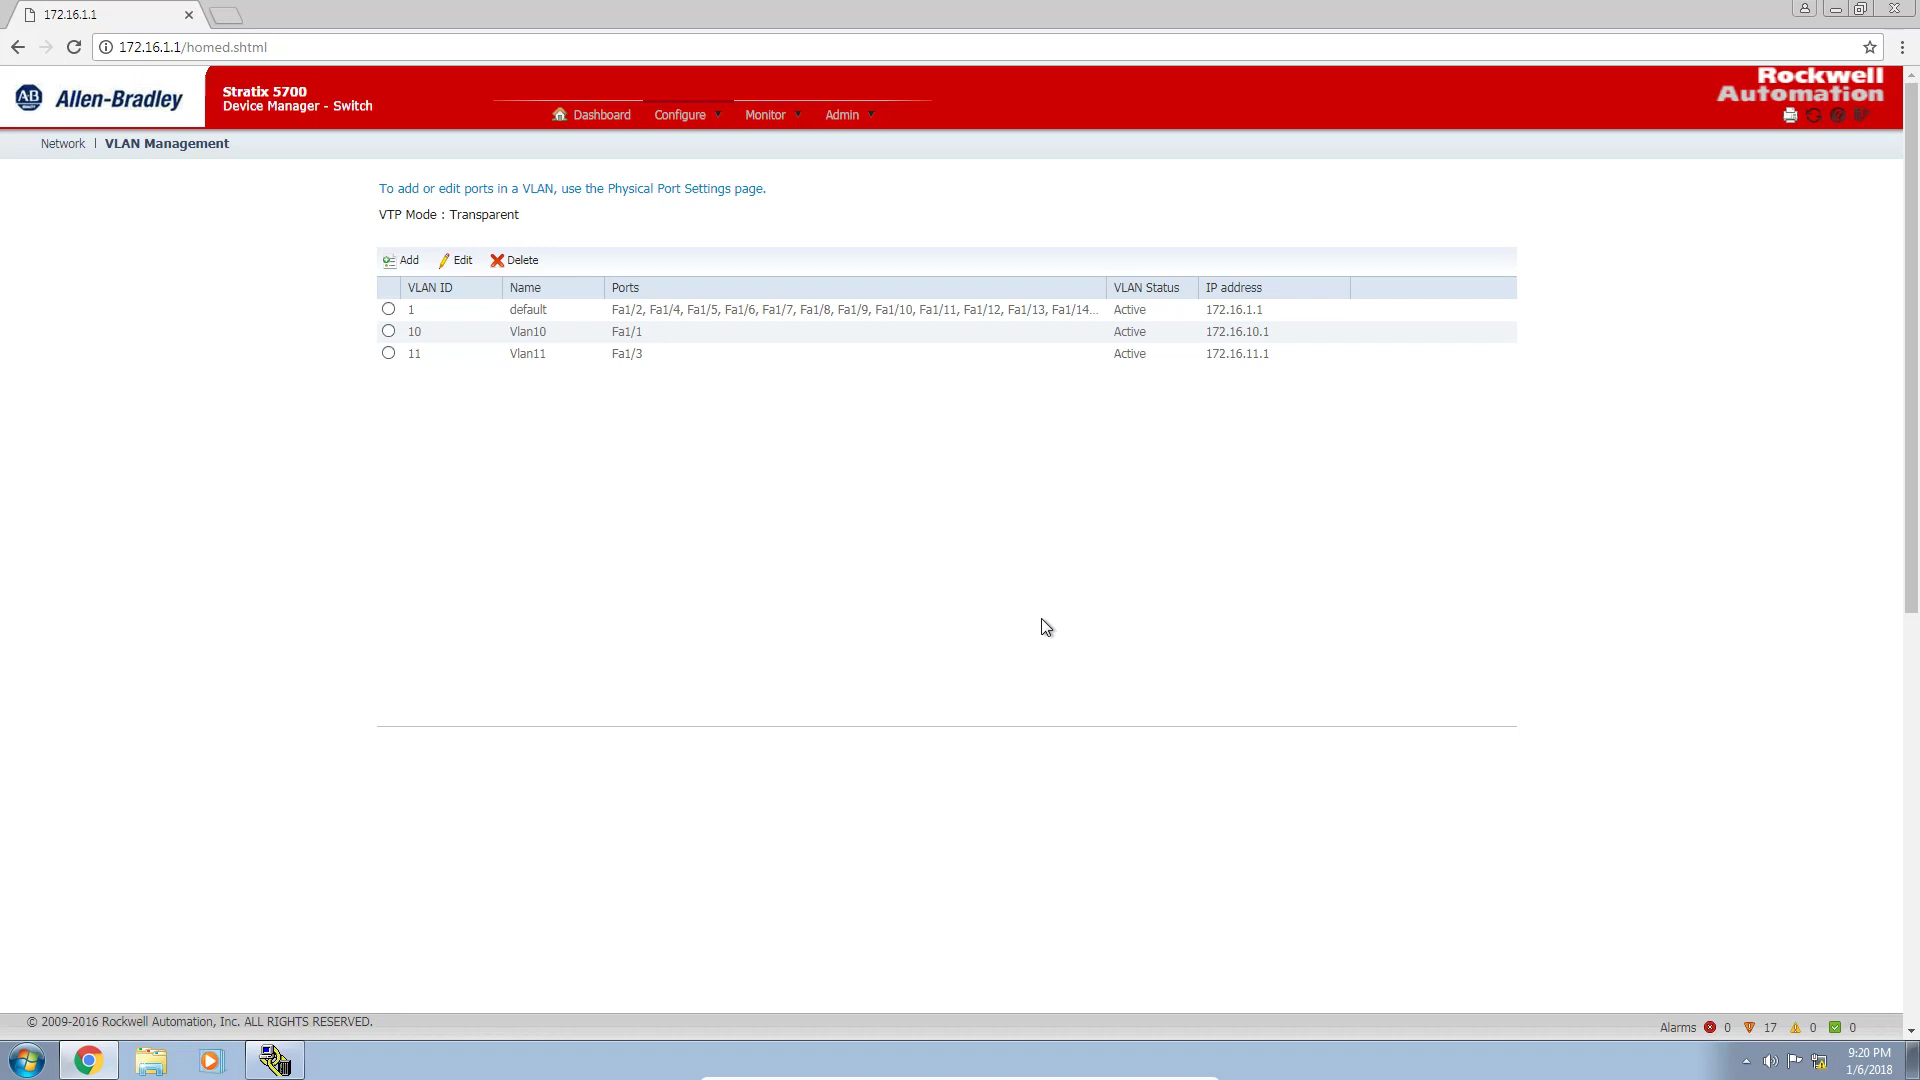 172.16.1.1
172.16.1.1/homed.shtml
AB Allen-Bradley
Stratix 5700
Device Manager - Switch
Dashboard Configure Monitor Admin
Rockwell
Automation
Network | VLAN Management
To add or edit ports in a VLAN, use the Physical Port Settings page.
VTP Mode : Transparent
Add Edit Delete
VLAN ID Name Ports VLAN Status IP address
1 default Fa1/2, Fa1/4, Fa1/5, Fa1/6, Fa1/7, Fa1/8, Fa1/9, Fa1/10, Fa1/11, Fa1/12, Fa1/13, Fa1/14... Active 172.16.1.1
10 Vlan10 Fa1/1 Active 172.16.10.1
11 Vlan11 Fa1/3 Active 172.16.11.1
© 2009-2016 Rockwell Automation, Inc. ALL RIGHTS RESERVED.
Alarms 0 17 0 0
9:20 PM
1/6/2018